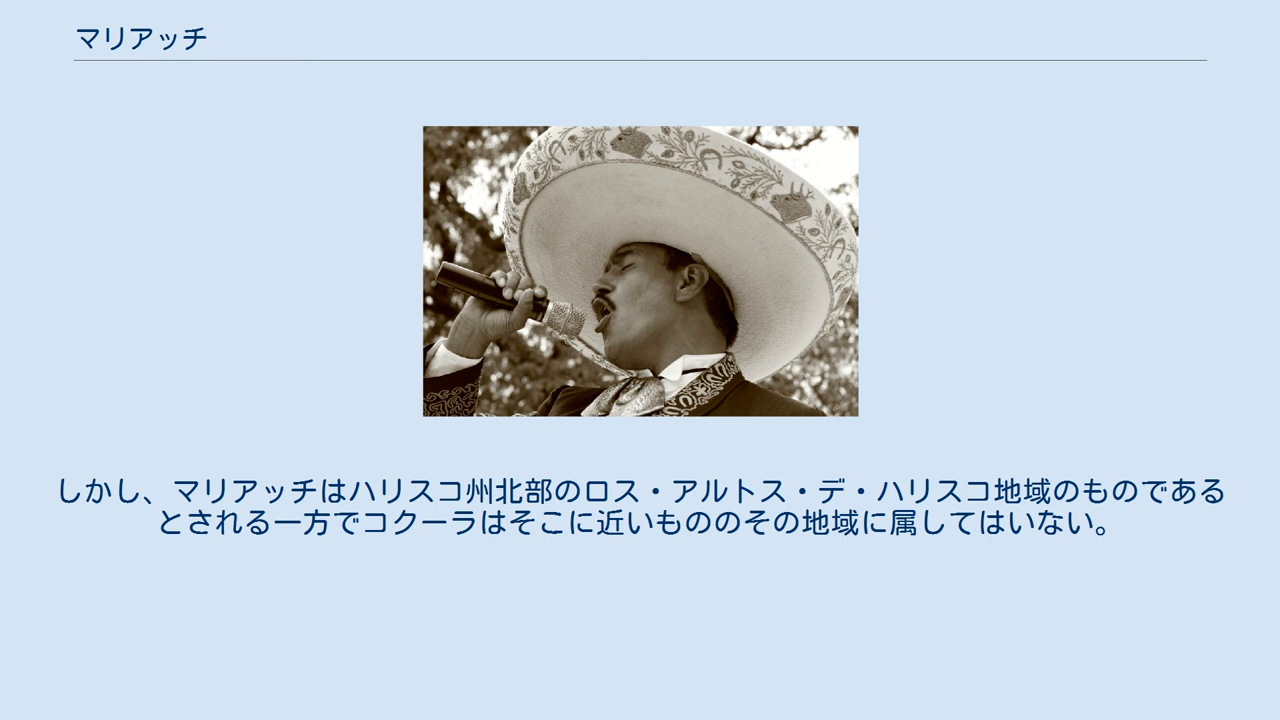 マリアッチ
しかし、マリアッチはハリスコ州北部のロス・アルトス・デ・ハリスコ地域のものである
とされる一方でコクーラはそこに近いもののその地域に属してはいない。